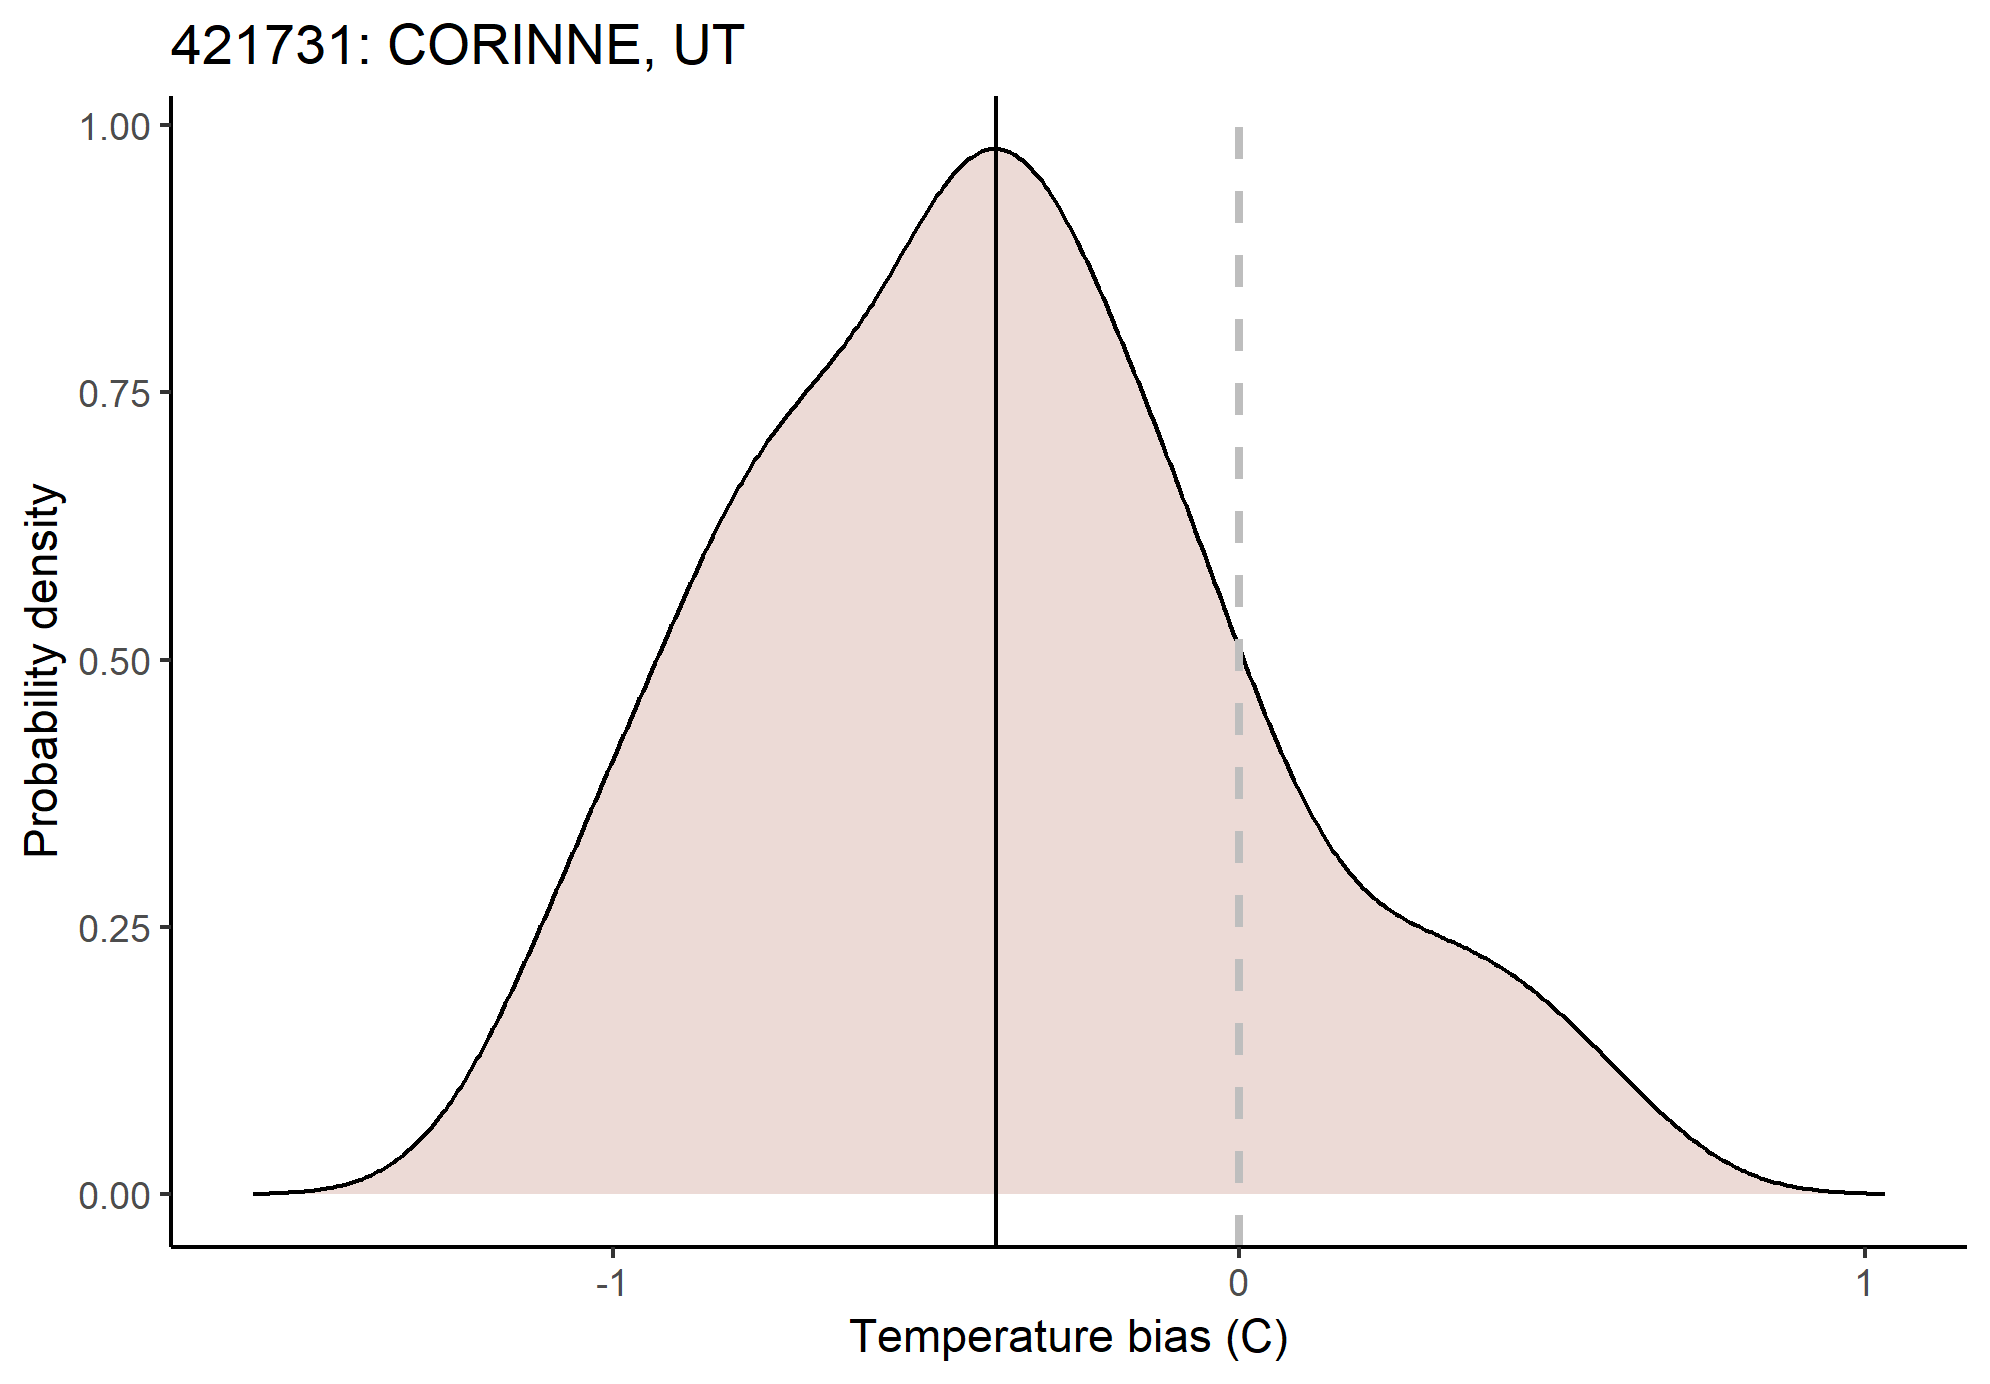 421731: CORINNE, UT
1.00
0.75
0.50
0.25
0.00
Probability density
-1
0
1
Temperature bias (C)